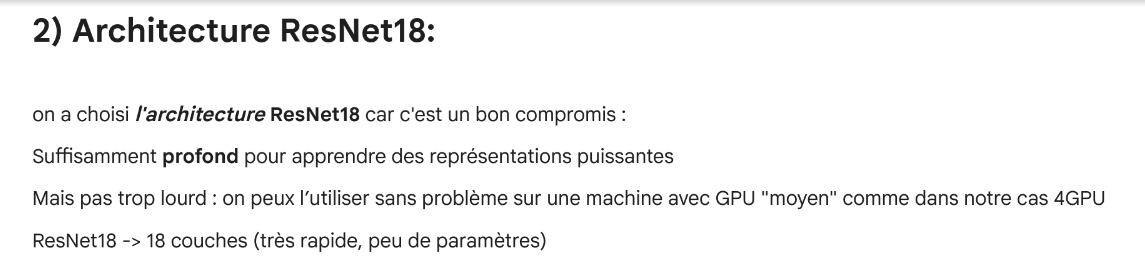 2) Architecture ResNet18:
on a choisi l'architecture ResNet18 car c'est un bon compromis :
Suffisamment profond pour apprendre des représentations puissantes
Mais pas trop lourd : on peux l’utiliser sans problème sur une machine avec GPU "moyen" comme dans notre cas 4GPU
ResNet18 -> 18 couches (très rapide, peu de paramètres)